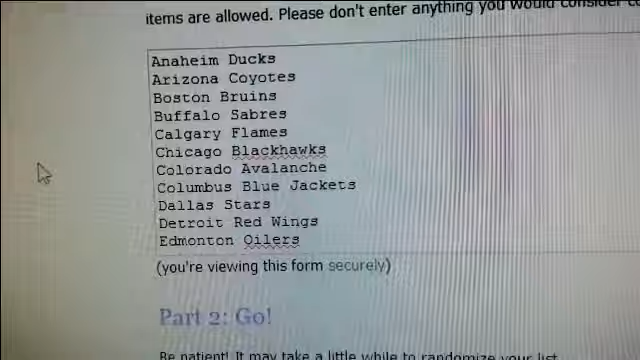 items are allowed. Please don't enter anything you would consider
Anaheim Ducks
Arizona Coyotes
Boston Bruins
Buffalo Sabres
Calgary Flames
Chicago Blackhawks
Colorado Avalanche
Columbus Blue Jackets
Dallas Stars
Detroit Red Wings
Edmonton Oilers
(you're viewing this form securely)
Part 2: Go!
Be patient! It may take a little while to randomize your list